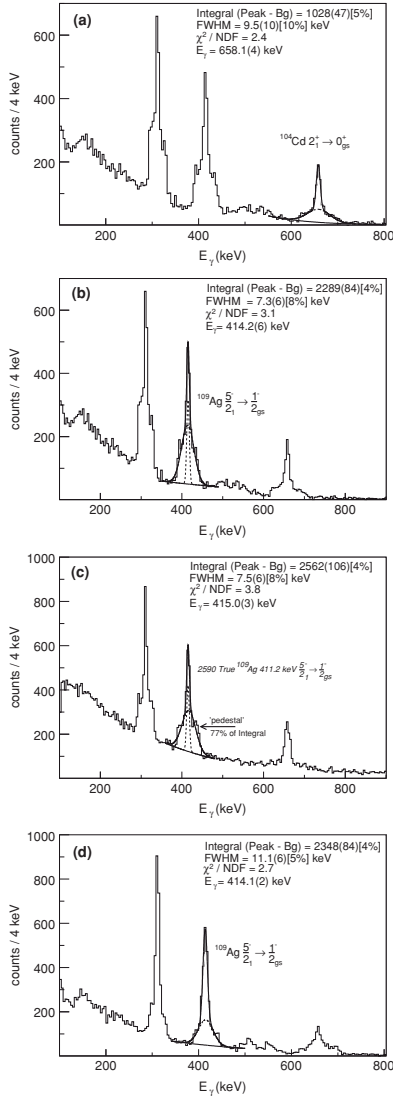 (a)
Integral (Peak - Bg) = 1028(47)[5%]
FWHM = 9.5(10)[10%] keV
χ² / NDF = 2.4
Eγ = 658.1(4) keV
¹⁰⁴Cd 2⁺₁ → 0⁺gs
counts / 4 keV
600
400
200
0
200 400 600 800
Eγ (keV)
(b)
Integral (Peak - Bg) = 2289(84)[4%]
FWHM = 7.3(6)[8%] keV
χ² / NDF = 3.1
Eγ = 414.2(6) keV
¹⁰⁹Ag 5/2⁻₁ → 1/2⁻gs
counts / 4 keV
600
400
200
0
200 400 600 800
Eγ (keV)
(c)
Integral (Peak - Bg) = 2562(106)[4%]
FWHM = 7.5(6)[8%] keV
χ² / NDF = 3.8
Eγ = 415.0(3) keV
2590 True ¹⁰⁹Ag 411.2 keV 5/2⁻₁ → 1/2⁻gs
'pedestal'
77% of Integral
counts / 4 keV
1000
800
600
400
200
0
200 400 600 800
Eγ (keV)
(d)
Integral (Peak - Bg) = 2348(84)[4%]
FWHM = 11.1(6)[5%] keV
χ² / NDF = 2.7
Eγ = 414.1(2) keV
¹⁰⁹Ag 5/2⁻₁ → 1/2⁻gs
counts / 4 keV
1000
800
600
400
200
0
200 400 600 800
Eγ (keV)